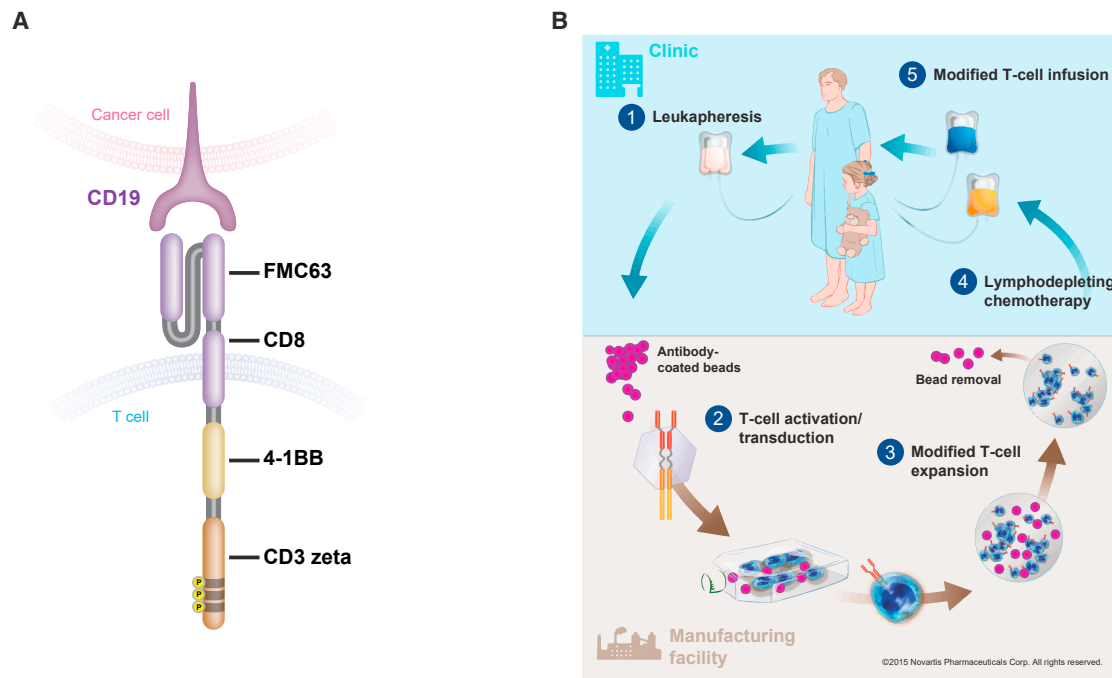 A
Cancer cell
CD19
FMC63
CD8
T cell
4-1BB
CD3 zeta
P
P
P
B
Clinic
1 Leukapheresis
5 Modified T-cell infusion
4 Lymphodepleting
chemotherapy
Antibody-
coated beads
Bead removal
2 T-cell activation/
transduction
3 Modified T-cell
expansion
Manufacturing
facility
©2015 Novartis Pharmaceuticals Corp. All rights reserved.